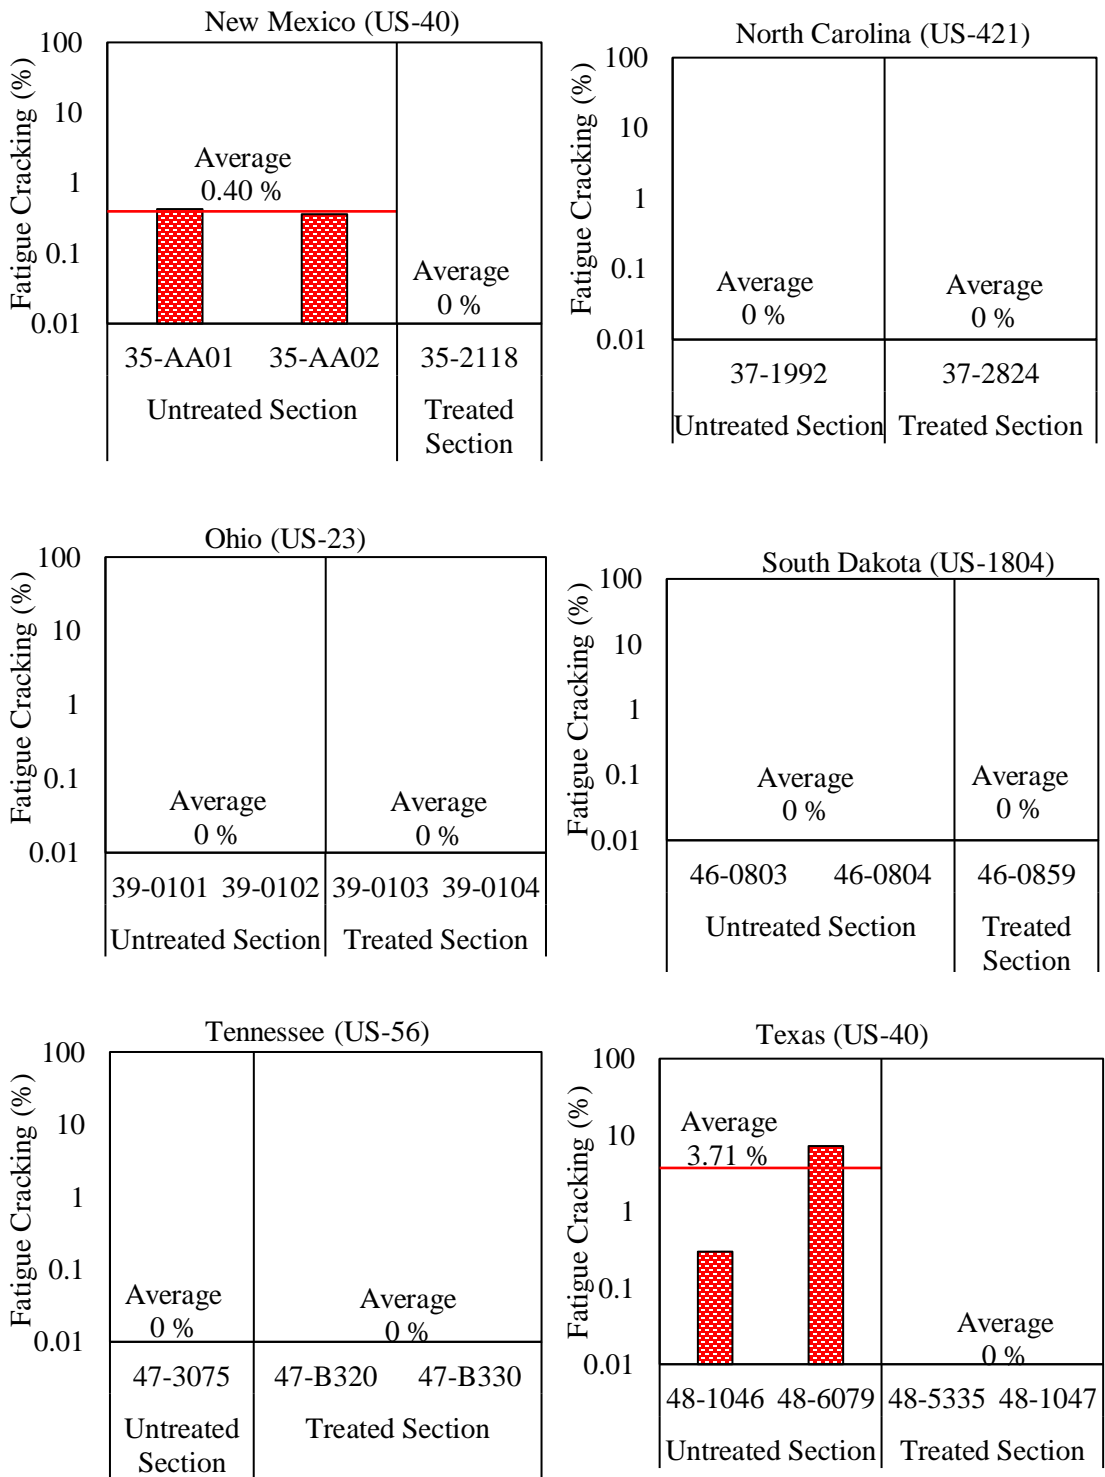 New Mexico (US-40)
Fatigue Cracking (%)
100
10
1
0.1
0.01
Average
0.40 %
Average
0 %
35-AA01 35-AA02 35-2118
Untreated Section
Treated
Section
North Carolina (US-421)
Fatigue Cracking (%)
100
10
1
0.1
0.01
Average
0 %
Average
0 %
37-1992 37-2824
Untreated Section Treated Section
Ohio (US-23)
Fatigue Cracking (%)
100
10
1
0.1
0.01
Average
0 %
Average
0 %
39-0101 39-0102 39-0103 39-0104
Untreated Section Treated Section
South Dakota (US-1804)
Fatigue Cracking (%)
100
10
1
0.1
0.01
Average
0 %
Average
0 %
46-0803 46-0804 46-0859
Untreated Section
Treated
Section
Tennessee (US-56)
Fatigue Cracking (%)
100
10
1
0.1
0.01
Average
0 %
Average
0 %
47-3075 47-B320 47-B330
Untreated
Section
Treated Section
Texas (US-40)
Fatigue Cracking (%)
100
10
1
0.1
0.01
Average
3.71 %
Average
0 %
48-1046 48-6079 48-5335 48-1047
Untreated Section Treated Section